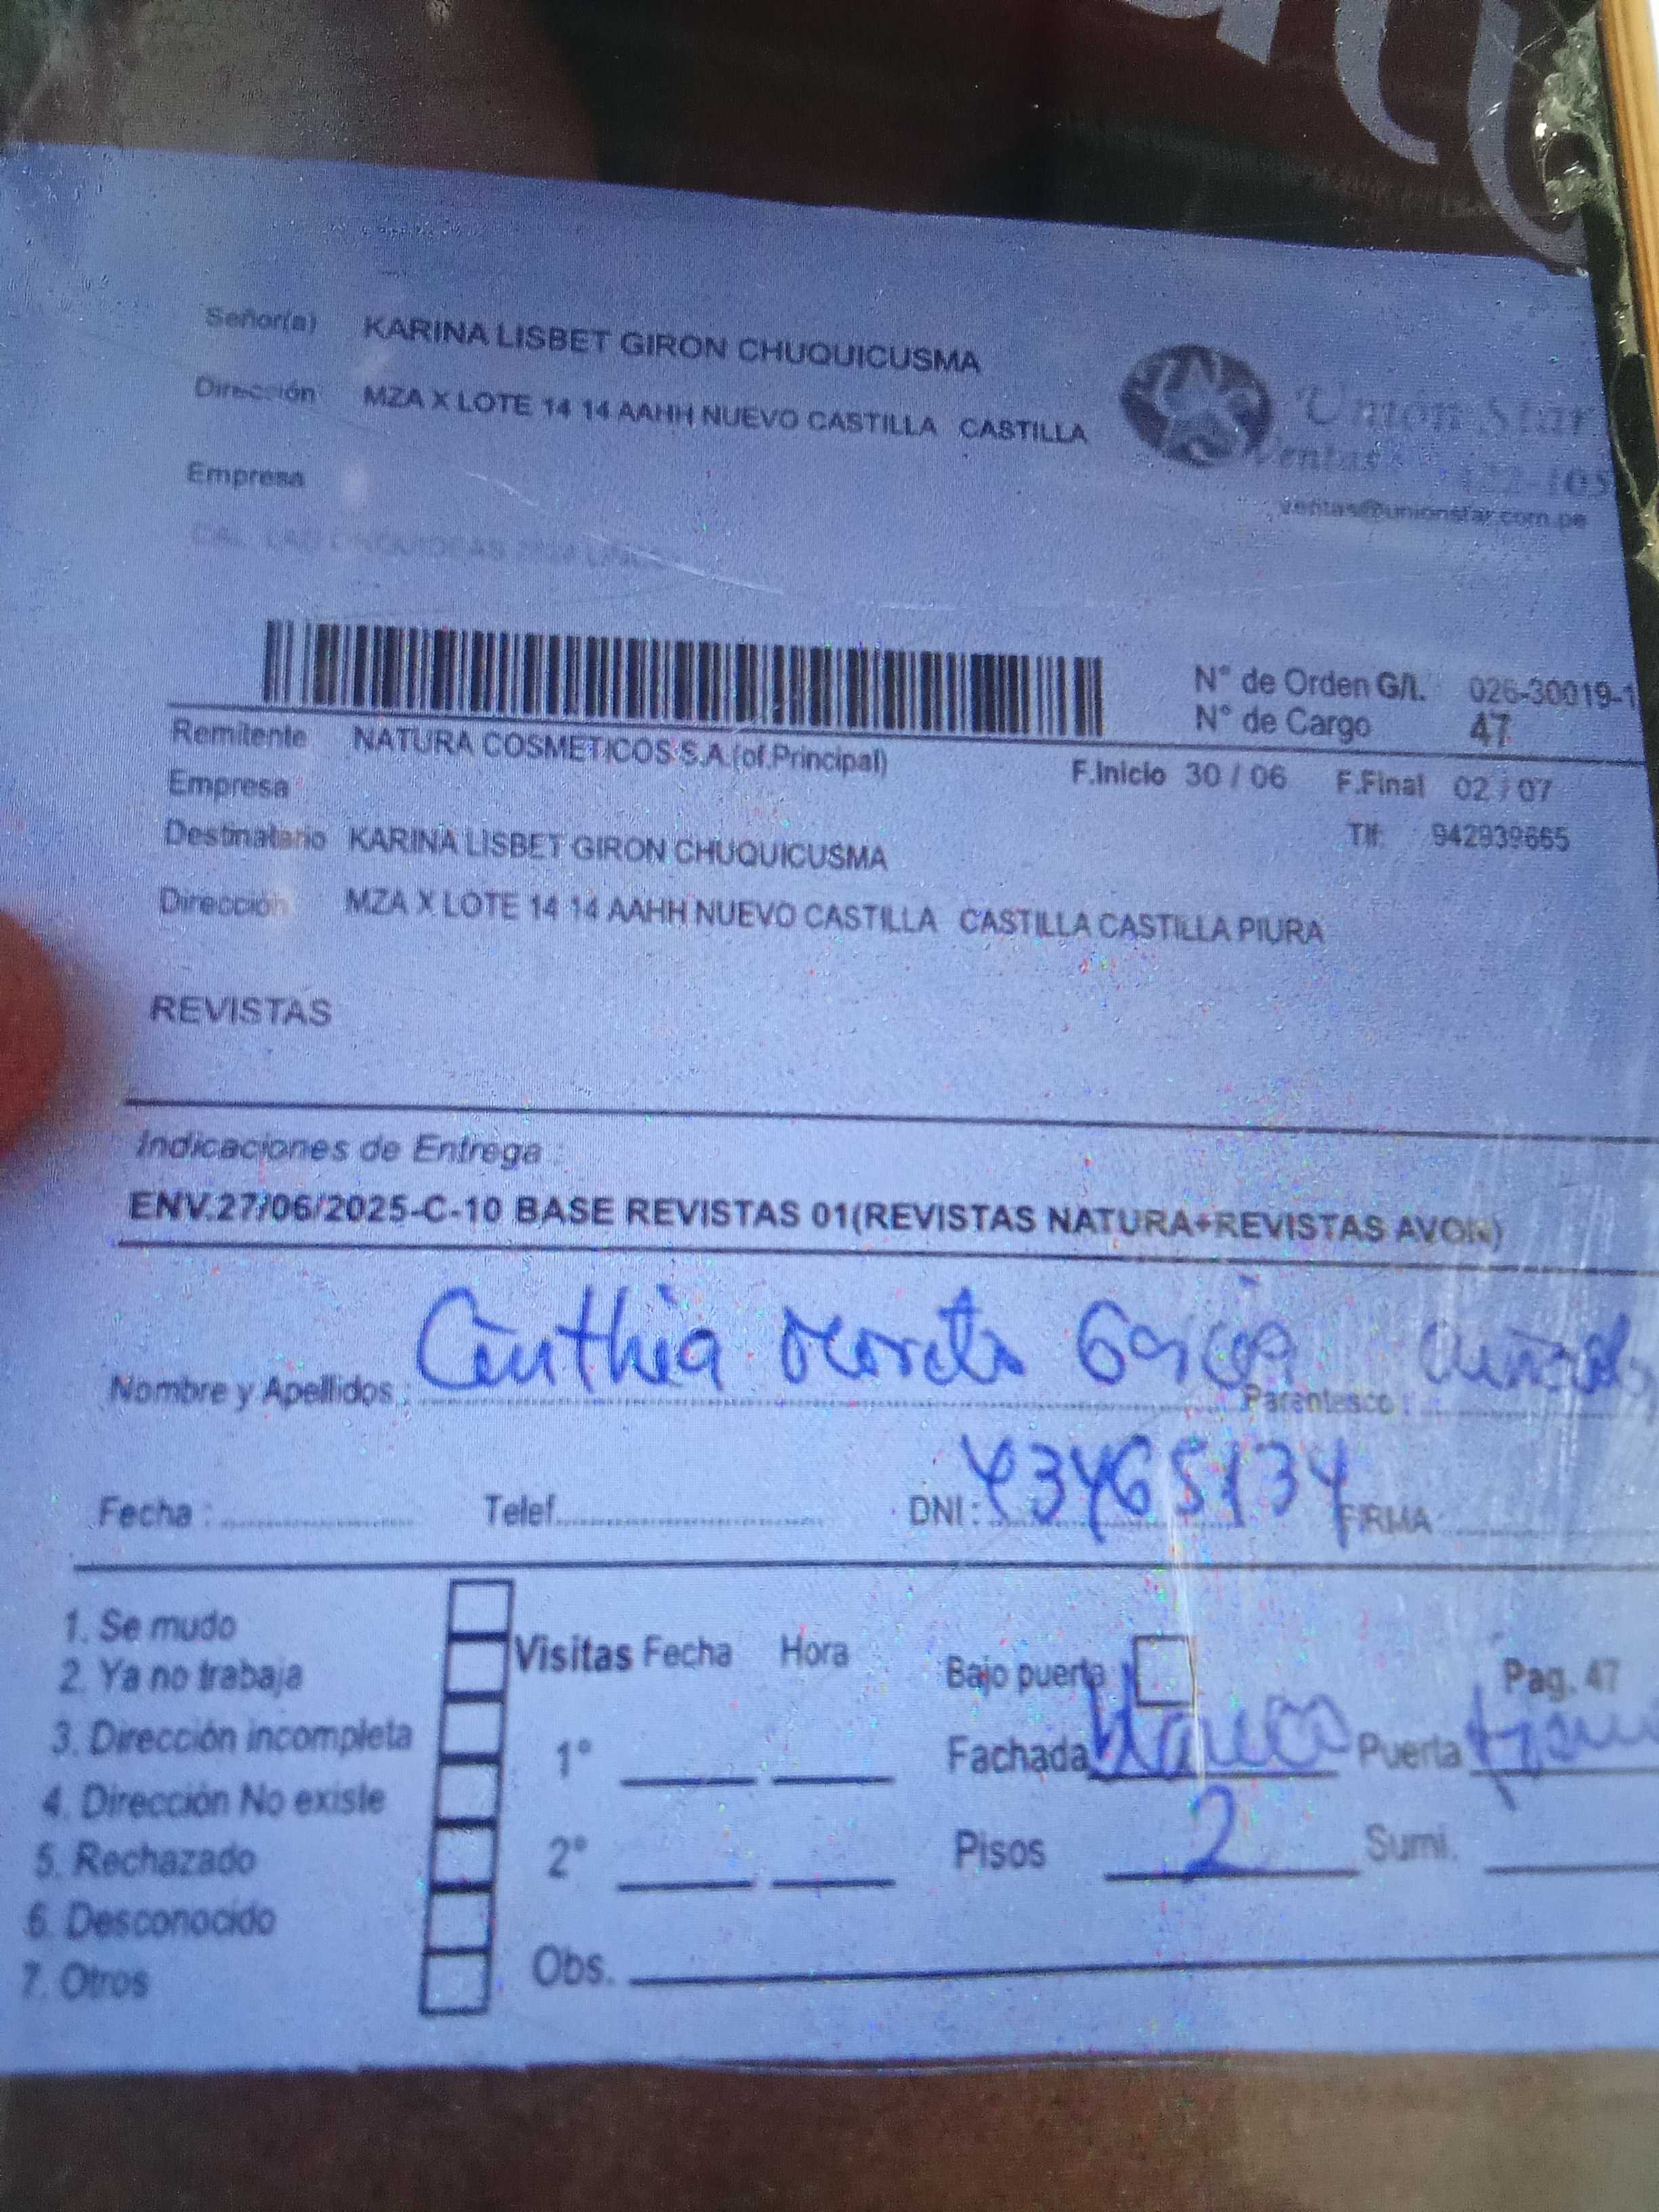 Señor(a) KARINA LISBET GIRON CHUQUICUSMA
Dirección MZA X LOTE 14 14 AAHH NUEVO CASTILLA CASTILLA
Unión Star
Ventas
ventas@unionstar.com.pe
Empresa
N° de Orden G/I. 026-30019-1
N° de Cargo 47
Remitente NATURA COSMETICOS S.A.(of.Principal)
F.Inicio 30 / 06 F.Final 02 / 07
Empresa
Tlf: 942939665
Destinatario KARINA LISBET GIRON CHUQUICUSMA
Dirección MZA X LOTE 14 14 AAHH NUEVO CASTILLA CASTILLA CASTILLA PIURA
REVISTAS
Indicaciones de Entrega :
ENV.27/06/2025-C-10 BASE REVISTAS 01(REVISTAS NATURA+REVISTAS AVON)
Nombre y Apellidos : Cinthia Garcia Parentesco :
Fecha : Telef. DNI : 43465134 FIRMA
1. Se mudo
2. Ya no trabaja
3. Dirección incompleta
4. Dirección No existe
5. Rechazado
6. Desconocido
7. Otros
Visitas Fecha Hora
1°
2°
Obs.
Bajo puerta Pag. 47
Fachada blanco Puerta
Pisos 2 Sumi.